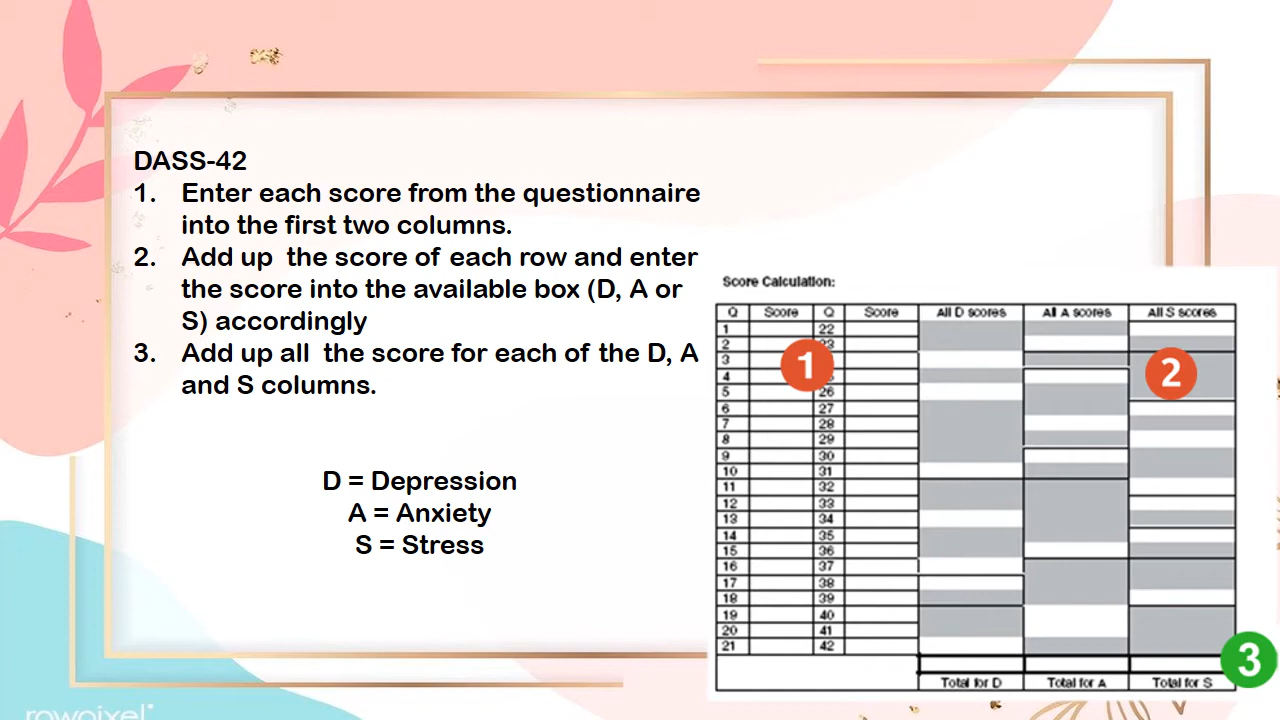 DASS-42
1. Enter each score from the questionnaire
into the first two columns.
2. Add up the score of each row and enter
the score into the available box (D, A or
S) accordingly
3. Add up all the score for each of the D, A
and S columns.
D = Depression
A = Anxiety
S = Stress
Score Calculation:
Q Score Q Score All D scores All A scores All S scores
1 22
2
3
4
5 26
6 27
7 28
8 29
9 30
10 31
11 32
12 33
13 34
14 35
15 36
16 37
17 38
18 39
19 40
20 41
21 42
Total for D Total for A Total for S
1
2
3
rawpixel